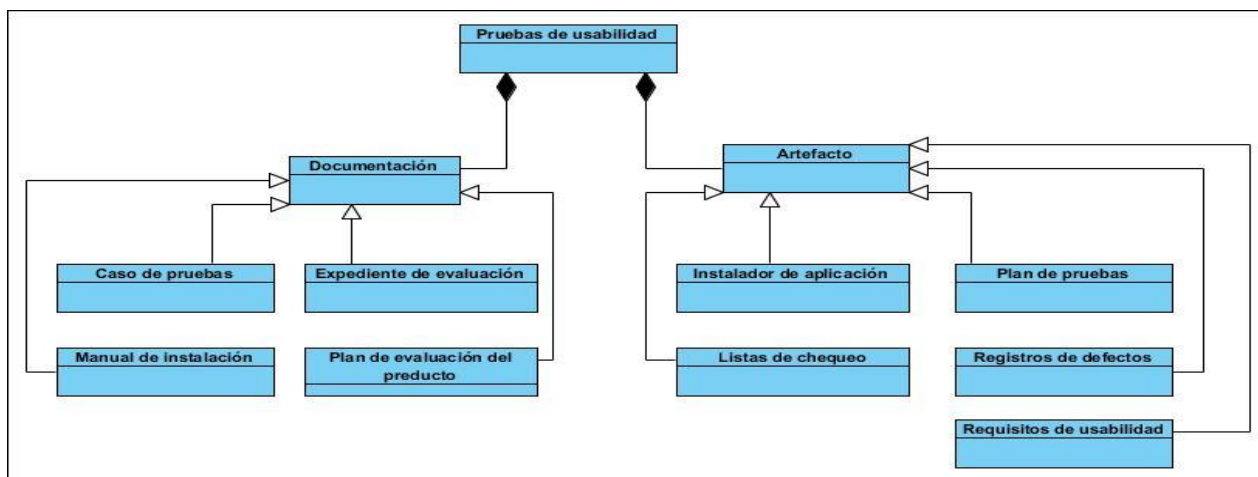 Pruebas de usabilidad
Documentación
Artefacto
Caso de pruebas
Expediente de evaluación
Instalador de aplicación
Plan de pruebas
Manual de instalación
Plan de evaluación del
preducto
Listas de chequeo
Registros de defectos
Requisitos de usabilidad